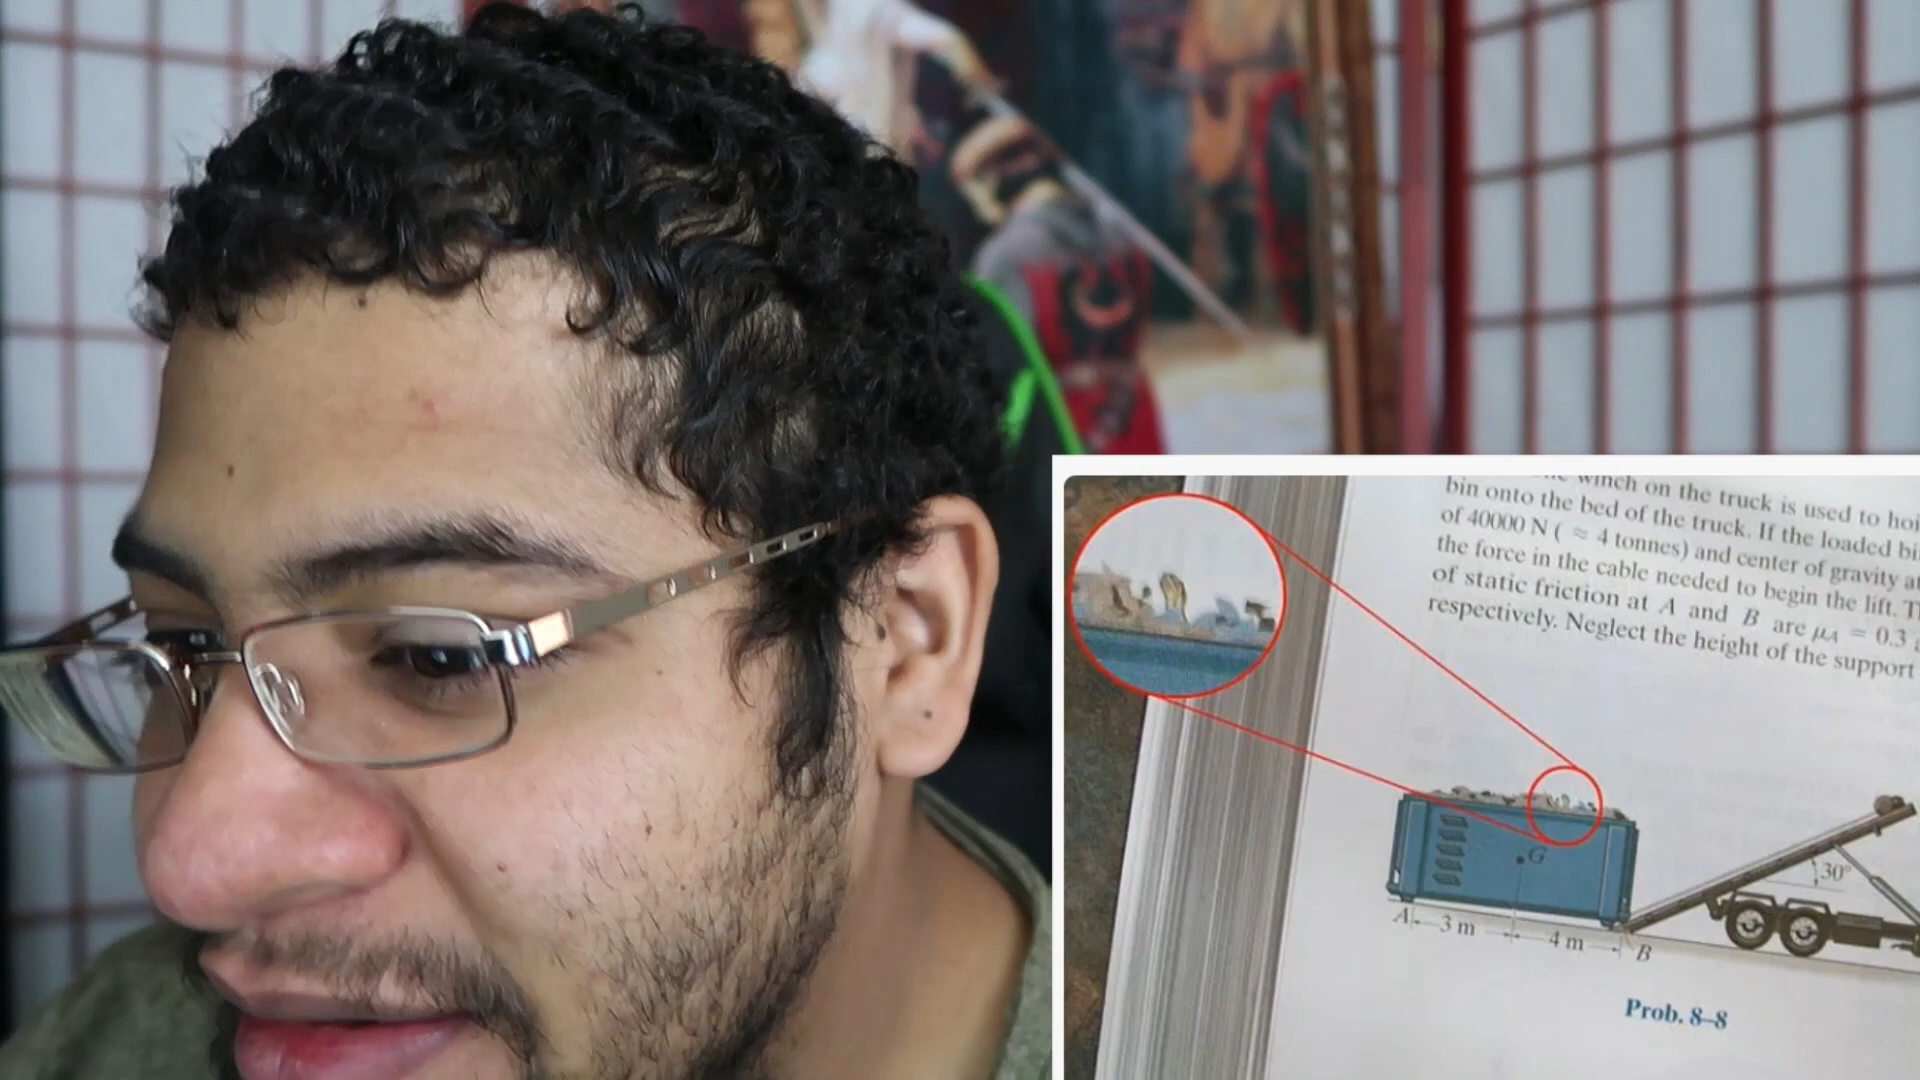 winch on the truck is used to hoi
bin onto the bed of the truck. If the loaded bi
of 40000 N ( ≈ 4 tonnes) and center of gravity at
the force in the cable needed to begin the lift. T
of static friction at A and B are μA = 0.3
respectively. Neglect the height of the support
G
30°
A
3 m
4 m
B
Prob. 8–8